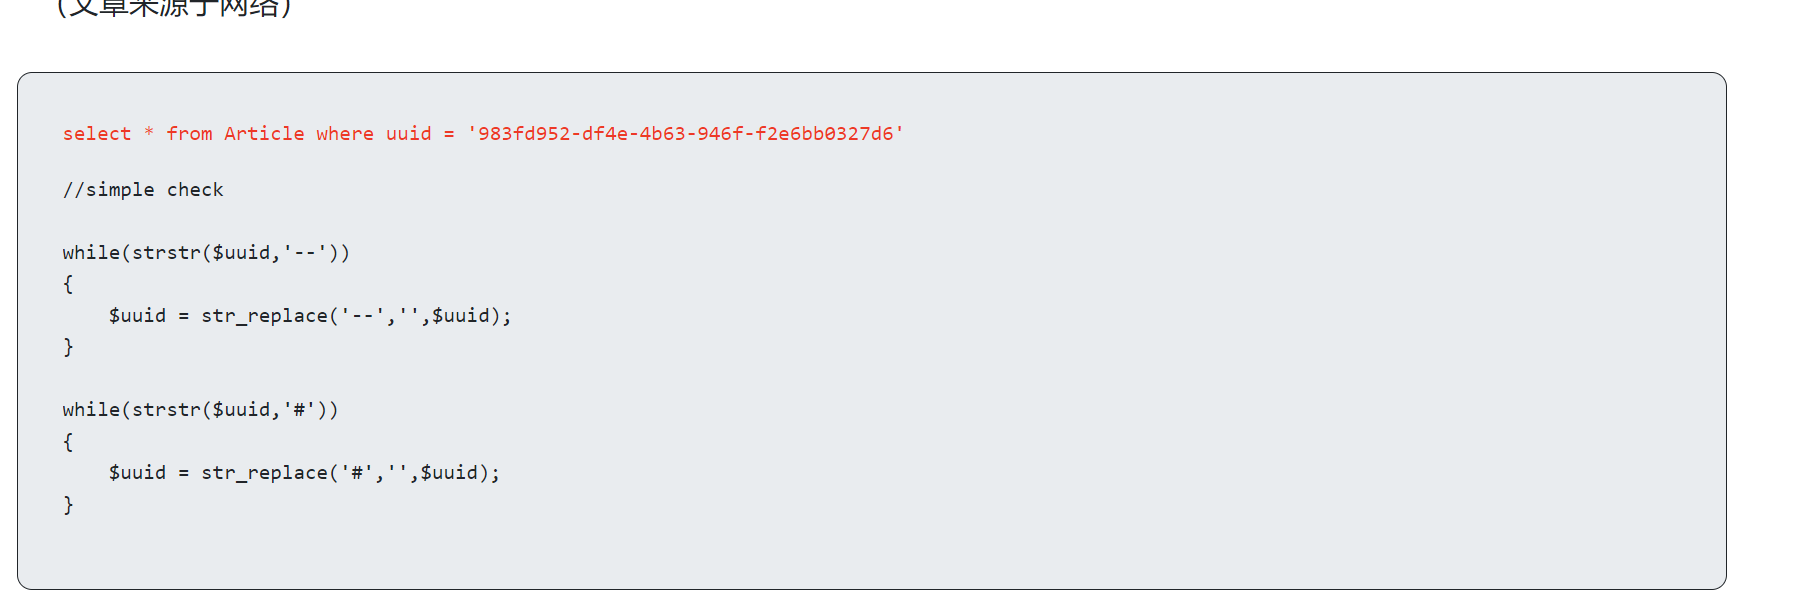 （文章来源于网络）
select * from Article where uuid = '983fd952-df4e-4b63-946f-f2e6bb0327d6'
//simple check
while(strstr($uuid,'--'))
{
    $uuid = str_replace('--','',$uuid);
}
while(strstr($uuid,'#'))
{
    $uuid = str_replace('#','',$uuid);
}